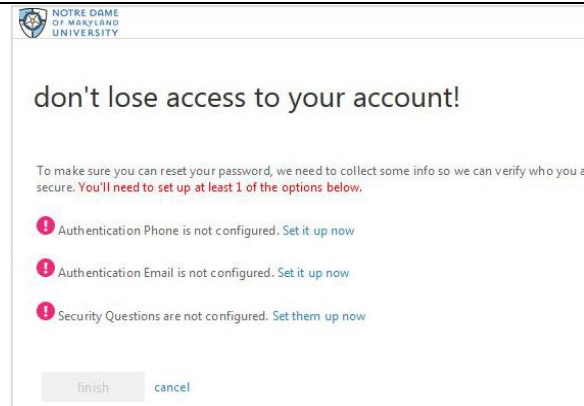 NOTRE DAME
OF MARYLAND
UNIVERSITY
don't lose access to your account!
To make sure you can reset your password, we need to collect some info so we can verify who you a
secure. You'll need to set up at least 1 of the options below.
Authentication Phone is not configured. Set it up now
Authentication Email is not configured. Set it up now
Security Questions are not configured. Set them up now
finish cancel